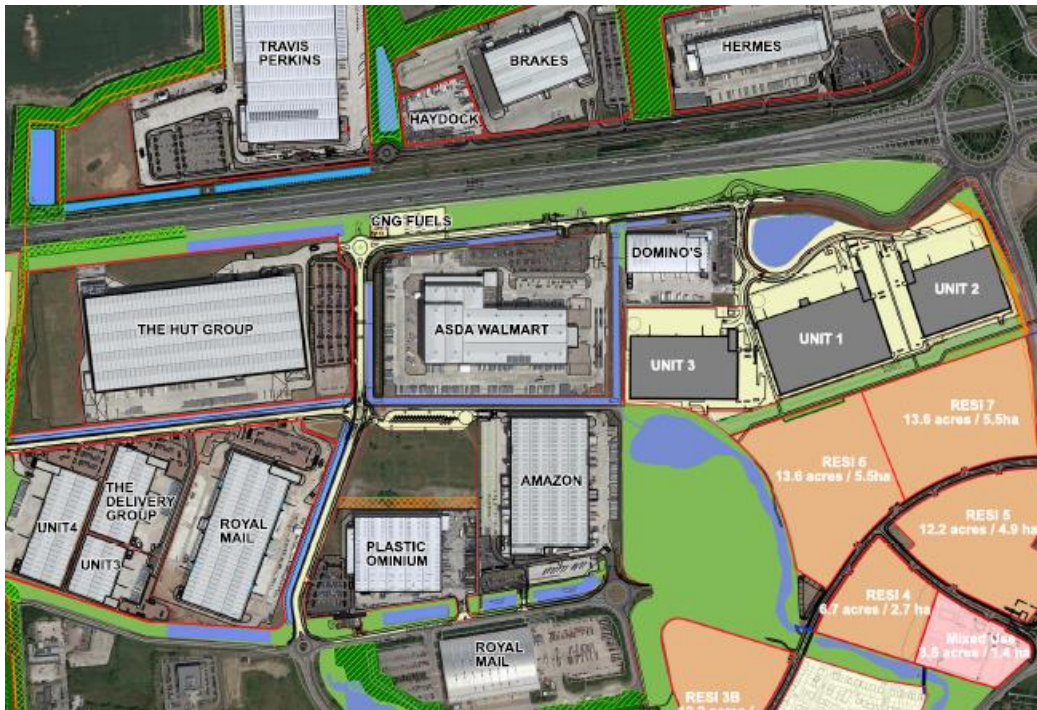 TRAVIS
PERKINS
BRAKES
HERMES
HAYDOCK
CNG FUELS
DOMINO'S
THE HUT GROUP
ASDA WALMART
UNIT 3
UNIT 1
UNIT 2
RESI 7
13.6 acres / 5.5ha
RESI 6
13.6 acres / 5.5ha
RESI 5
12.2 acres / 4.9 ha
THE
DELIVERY
GROUP
UNIT4
UNIT3
ROYAL
MAIL
AMAZON
PLASTIC
OMINIUM
RESI 4
6.7 acres / 2.7 ha
Mixed Use
3.5 acres / 1.4 ha
ROYAL
MAIL
RESI 3B